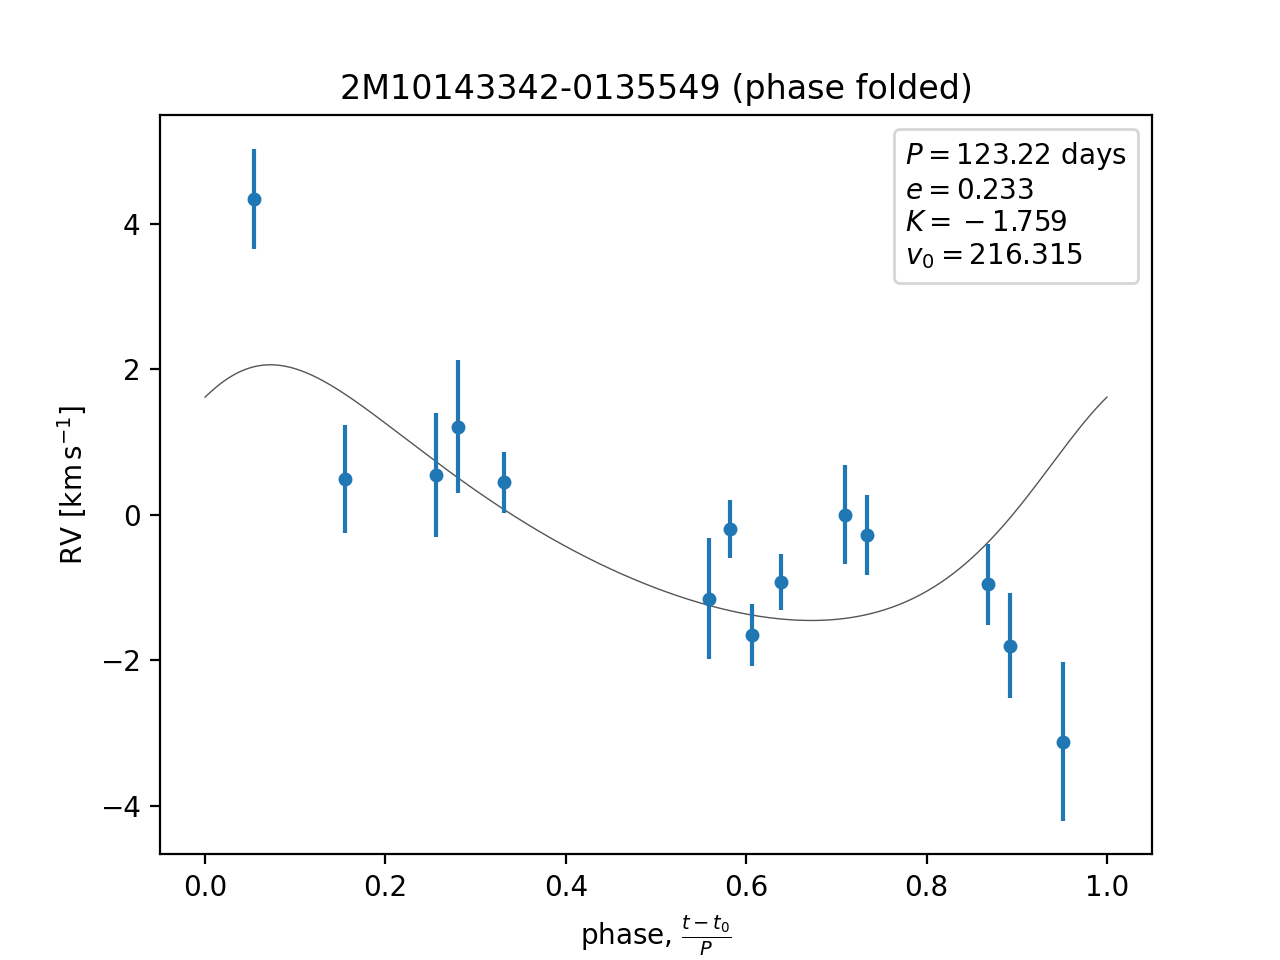 2M10143342-0135549 (phase folded)
P = 123.22 days
e = 0.233
K = −1.759
v₀ = 216.315
RV [km s⁻¹]
4
2
0
−2
−4
0.0 0.2 0.4 0.6 0.8 1.0
phase, (t − t₀)/P